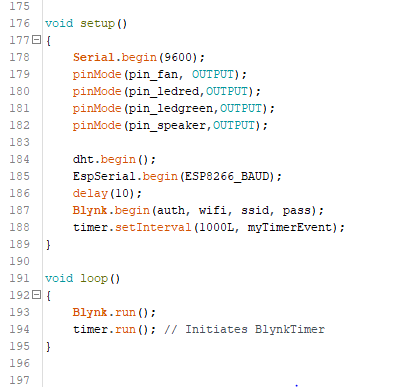 175
176 void setup()
177 {
178     Serial.begin(9600);
179     pinMode(pin_fan, OUTPUT);
180     pinMode(pin_ledred,OUTPUT);
181     pinMode(pin_ledgreen,OUTPUT);
182     pinMode(pin_speaker,OUTPUT);
183
184     dht.begin();
185     EspSerial.begin(ESP8266_BAUD);
186     delay(10);
187     Blynk.begin(auth, wifi, ssid, pass);
188     timer.setInterval(1000L, myTimerEvent);
189 }
190
191 void loop()
192 {
193     Blynk.run();
194     timer.run(); // Initiates BlynkTimer
195 }
196
197